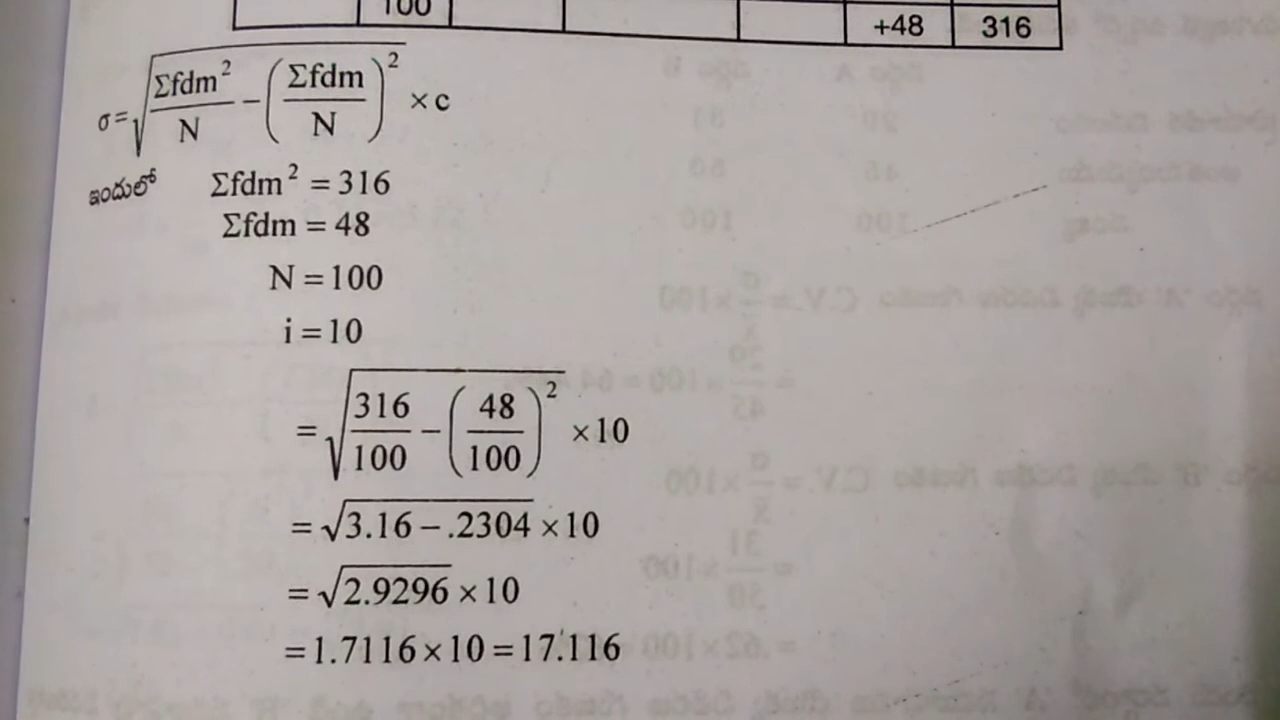 100
+48 316
σ = √(Σfdm²/N − (Σfdm/N)²) × c
ఇందులో Σfdm² = 316
Σfdm = 48
N = 100
i = 10
= √(316/100 − (48/100)²) × 10
= √(3.16 − .2304) × 10
= √2.9296 × 10
= 1.7116 × 10 = 17.116